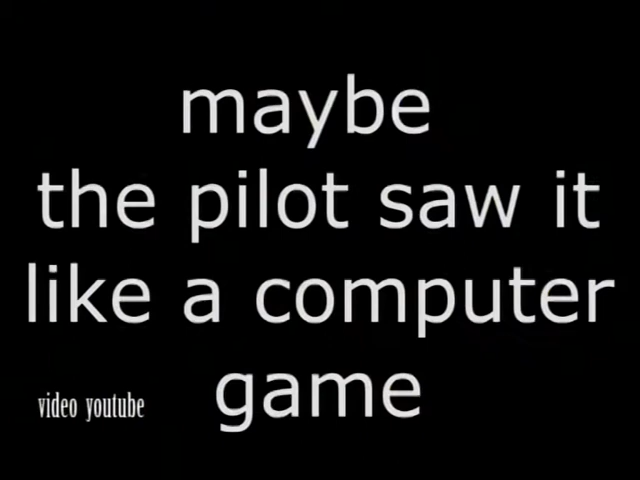 maybe
the pilot saw it
like a computer
game
video youtube